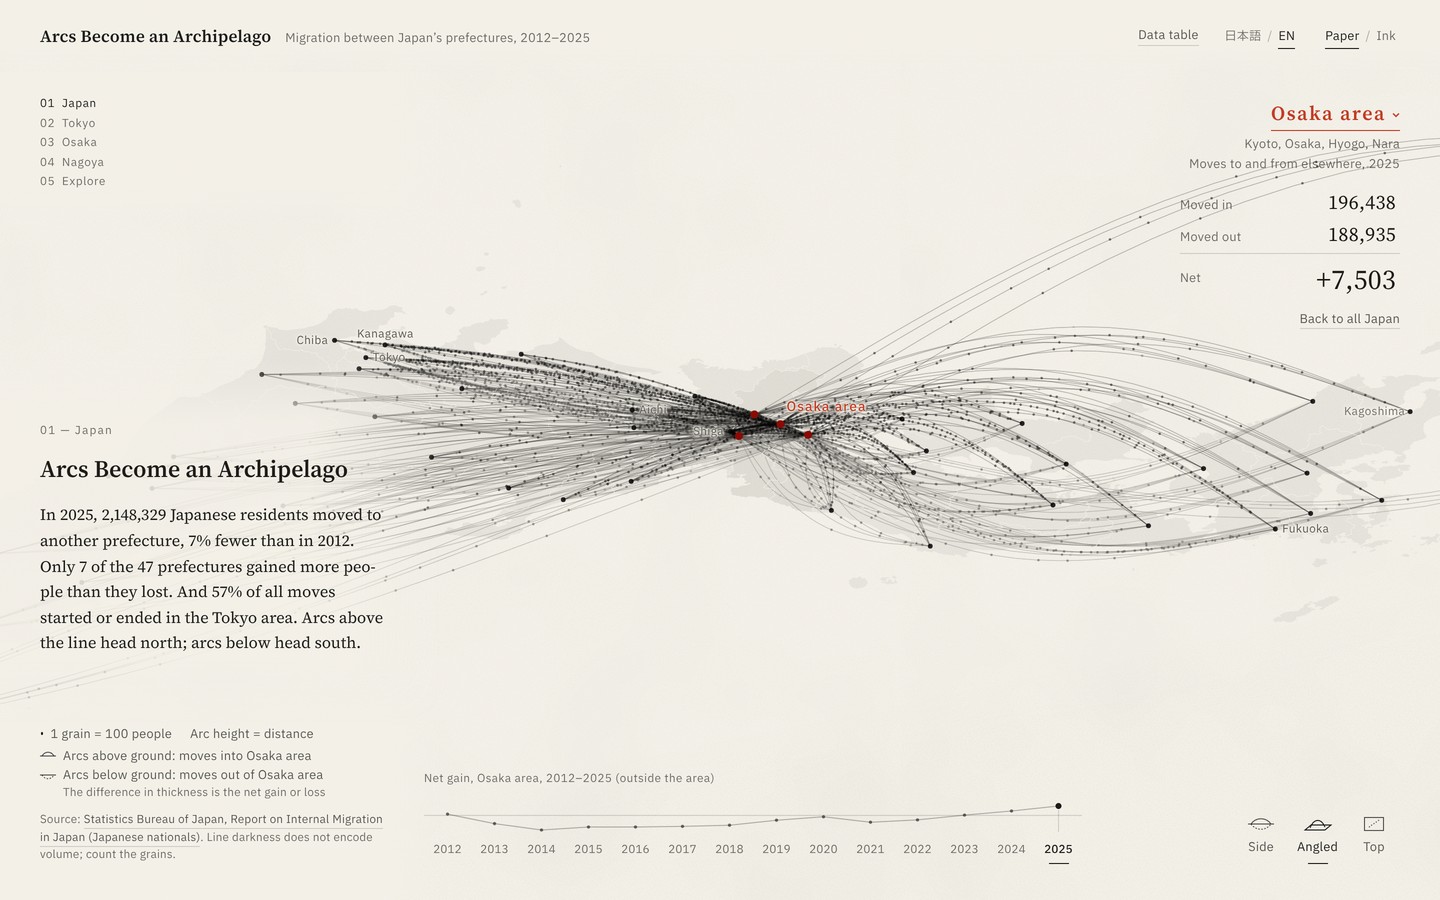 Arcs Become an Archipelago
Migration between Japan’s prefectures, 2012–2025
Data table
日本語 / EN
Paper / Ink
01 Japan
02 Tokyo
03 Osaka
04 Nagoya
05 Explore
Osaka area
Kyoto, Osaka, Hyogo, Nara
Moves to and from elsewhere, 2025
Moved in 196,438
Moved out 188,935
Net +7,503
Back to all Japan
Kanagawa
Chiba
Tokyo
Aichi
Osaka area
Kagoshima
Shiga
Fukuoka
01 — Japan
Arcs Become an Archipelago
In 2025, 2,148,329 Japanese residents moved to
another prefecture, 7% fewer than in 2012.
Only 7 of the 47 prefectures gained more peo-
ple than they lost. And 57% of all moves
started or ended in the Tokyo area. Arcs above
the line head north; arcs below head south.
1 grain = 100 people Arc height = distance
Arcs above ground: moves into Osaka area
Arcs below ground: moves out of Osaka area
The difference in thickness is the net gain or loss
Source: Statistics Bureau of Japan, Report on Internal Migration
in Japan (Japanese nationals). Line darkness does not encode
volume; count the grains.
Net gain, Osaka area, 2012–2025 (outside the area)
2012 2013 2014 2015 2016 2017 2018 2019 2020 2021 2022 2023 2024 2025
Side Angled Top